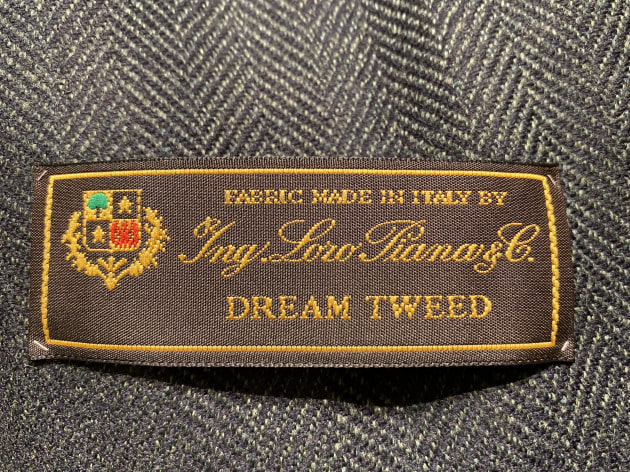 FABRIC MADE IN ITALY BY
Ing. Loro Piana & C.
DREAM TWEED